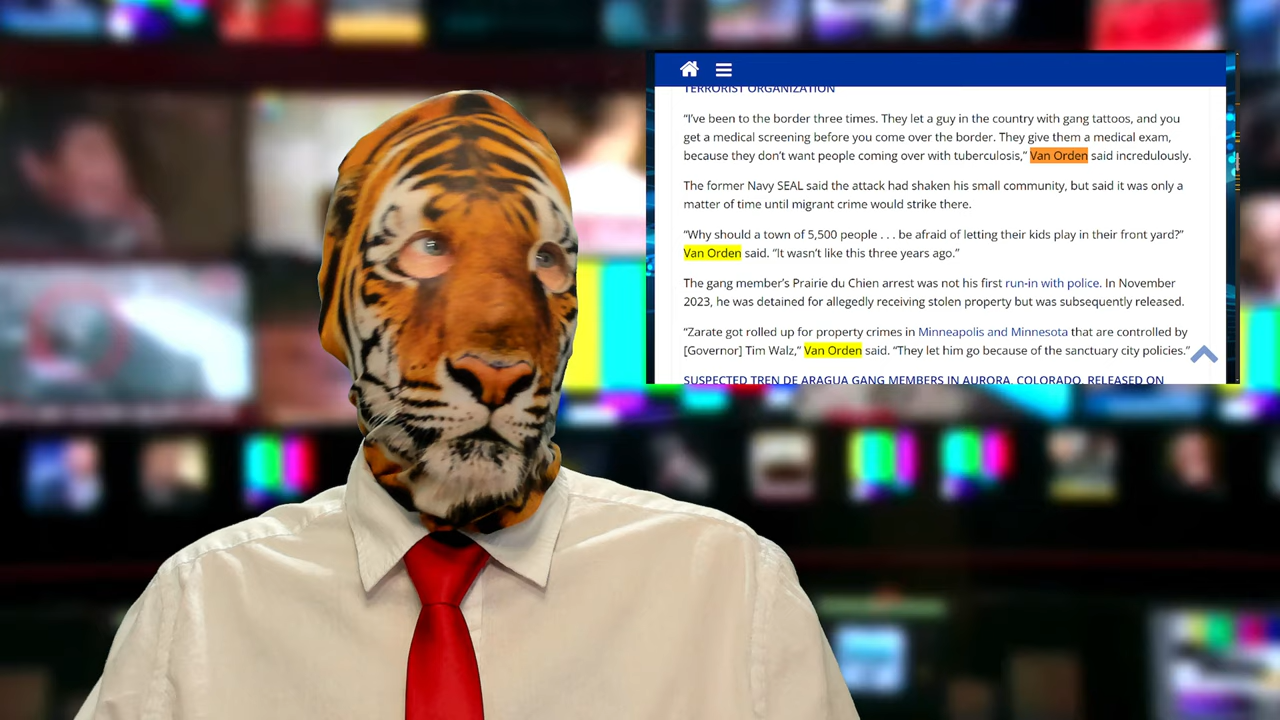 TERRORIST ORGANIZATION
“I’ve been to the border three times. They let a guy in the country with gang tattoos, and you
get a medical screening before you come over the border. They give them a medical exam,
because they don’t want people coming over with tuberculosis,” Van Orden said incredulously.
The former Navy SEAL said the attack had shaken his small community, but said it was only a
matter of time until migrant crime would strike there.
“Why should a town of 5,500 people . . . be afraid of letting their kids play in their front yard?”
Van Orden said. “It wasn’t like this three years ago.”
The gang member’s Prairie du Chien arrest was not his first run-in with police. In November
2023, he was detained for allegedly receiving stolen property but was subsequently released.
“Zarate got rolled up for property crimes in Minneapolis and Minnesota that are controlled by
[Governor] Tim Walz,” Van Orden said. “They let him go because of the sanctuary city policies.”
SUSPECTED TREN DE ARAGUA GANG MEMBERS IN AURORA, COLORADO, RELEASED ON